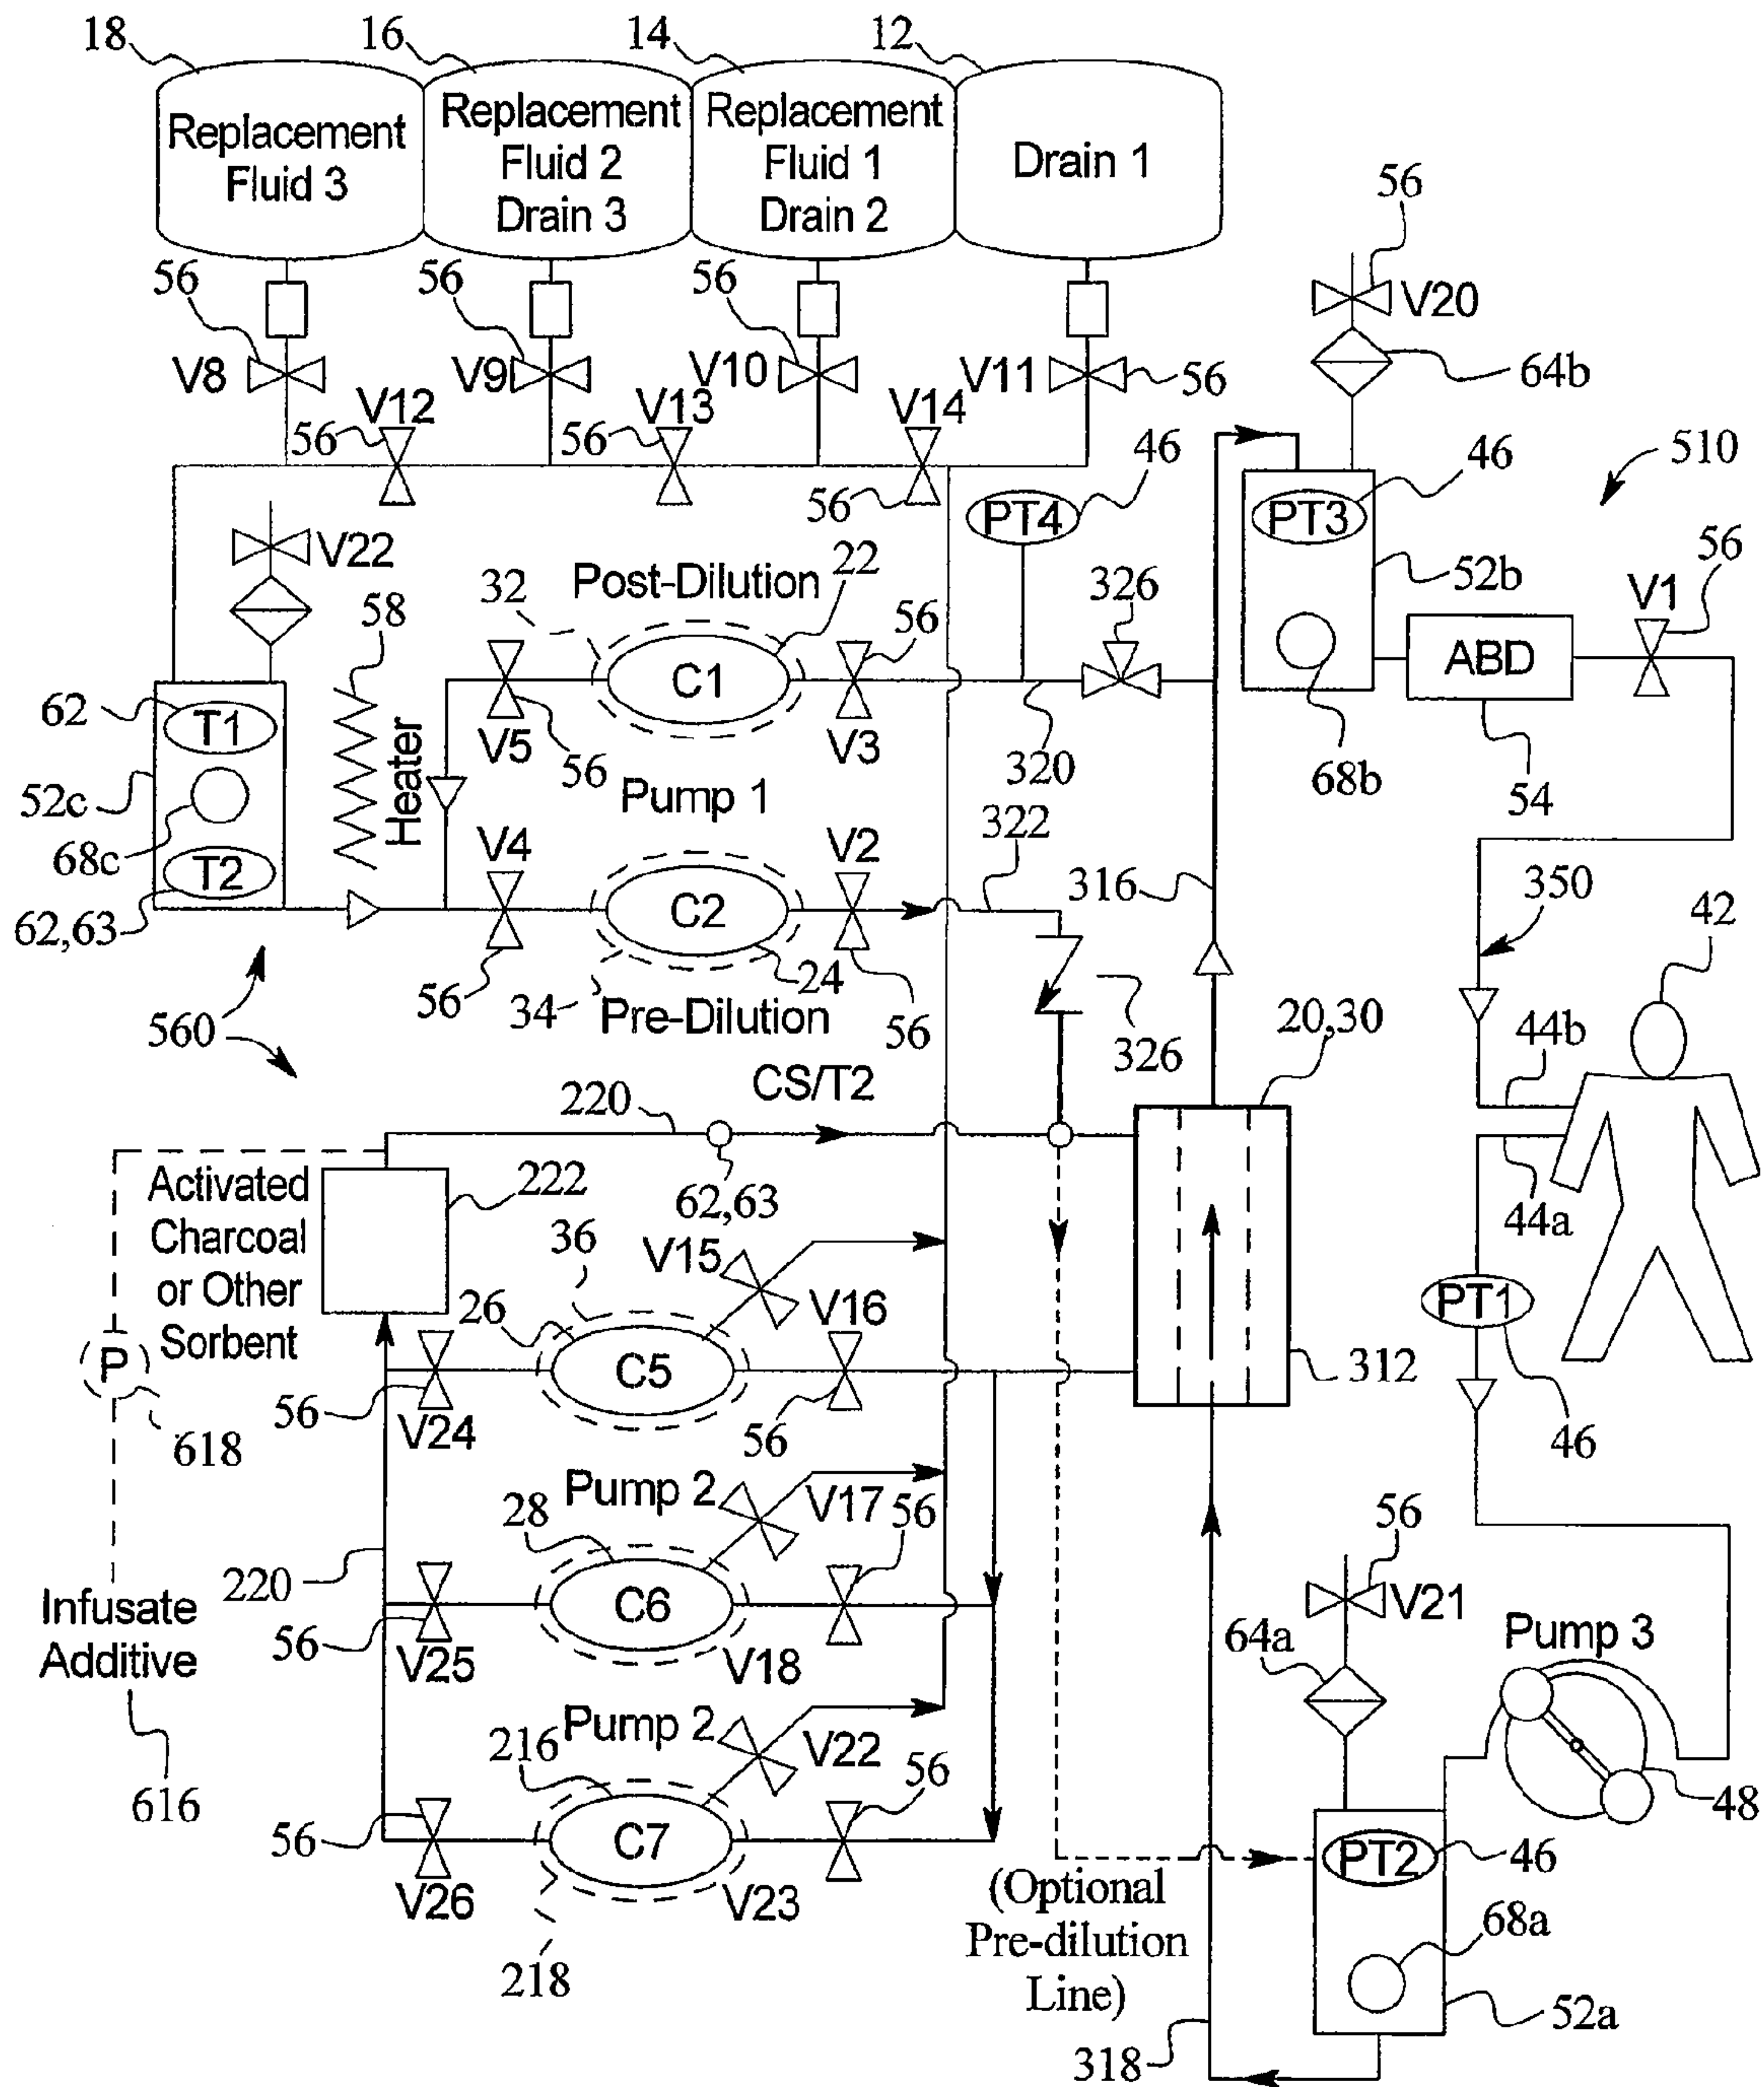 18
16
14
12
Replacement
Fluid 3
Replacement
Fluid 2
Drain 3
Replacement
Fluid 1
Drain 2
Drain 1
56
56
56
56
V8
V9
V10
V11
56
V20
64b
V12
56
V13
56
V14
56
46
PT4
46
PT3
510
52b
56
V1
V22
58
Heater
32
Post-Dilution
22
56
326
C1
ABD
62
T1
V5
56
V3
320
68b
54
52c
68c
T2
62,63
Pump 1
V4
V2
322
316
350
42
C2
24
56
34
Pre-Dilution
56
326
20,30
44b
560
CS/T2
220
44a
Activated
Charcoal
or Other
Sorbent
222
62,63
36
V15
V16
26
PT1
P
C5
312
56
V24
56
46
618
Pump 2
V17
56
28
56
220
C6
V21
Infusate
Additive
56
V25
V18
64a
Pump 3
Pump 2
216
V22
56
616
56
C7
48
PT2
46
V26
V23
(Optional
Pre-dilution
Line)
68a
218
52a
318